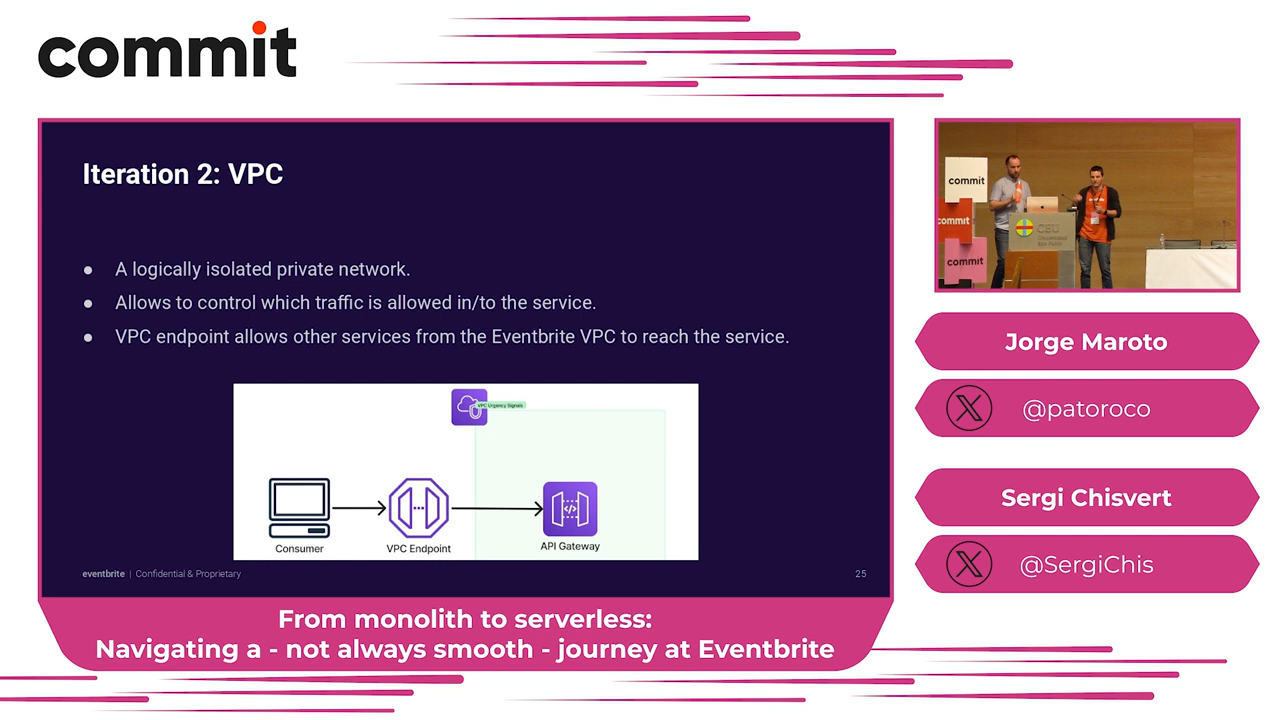 commit
Iteration 2: VPC
● A logically isolated private network.
● Allows to control which traffic is allowed in/to the service.
● VPC endpoint allows other services from the Eventbrite VPC to reach the service.
VPC Urgency Signals
Consumer
VPC Endpoint
API Gateway
eventbrite | Confidential & Proprietary
25
From monolith to serverless:
Navigating a - not always smooth - journey at Eventbrite
commit
commit
commit
CEU
Jorge Maroto
@patoroco
Sergi Chisvert
@SergiChis